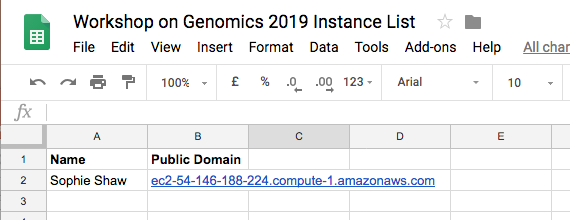 Workshop on Genomics 2019 Instance List
File Edit View Insert Format Data Tools Add-ons Help All chan
100% £ % .0 .00 123 Arial 10
fx
A B C D E
1 Name Public Domain
2 Sophie Shaw ec2-54-146-188-224.compute-1.amazonaws.com
3